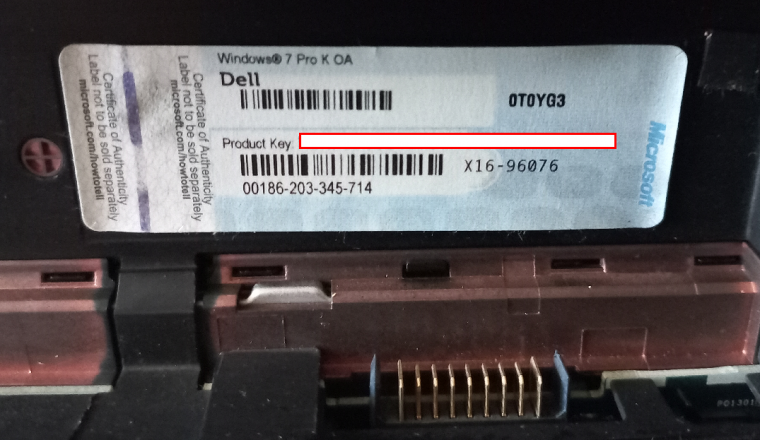 Windows® 7 Pro K OA
Dell
0T0YG3
Product Key:
X16-96076
00186-203-345-714
Certificate of Authenticity
Label not to be sold separately
microsoft.com/howtotell
Certificate of Authenticity
Label not to be sold separately
microsoft.com/howtotell
Microsoft